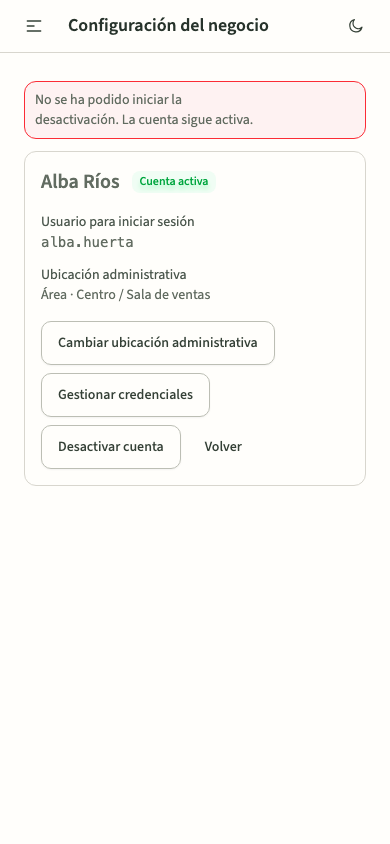 Configuración del negocio
No se ha podido iniciar la
desactivación. La cuenta sigue activa.
Alba Ríos
Cuenta activa
Usuario para iniciar sesión
alba.huerta
Ubicación administrativa
Área · Centro / Sala de ventas
Cambiar ubicación administrativa
Gestionar credenciales
Desactivar cuenta
Volver